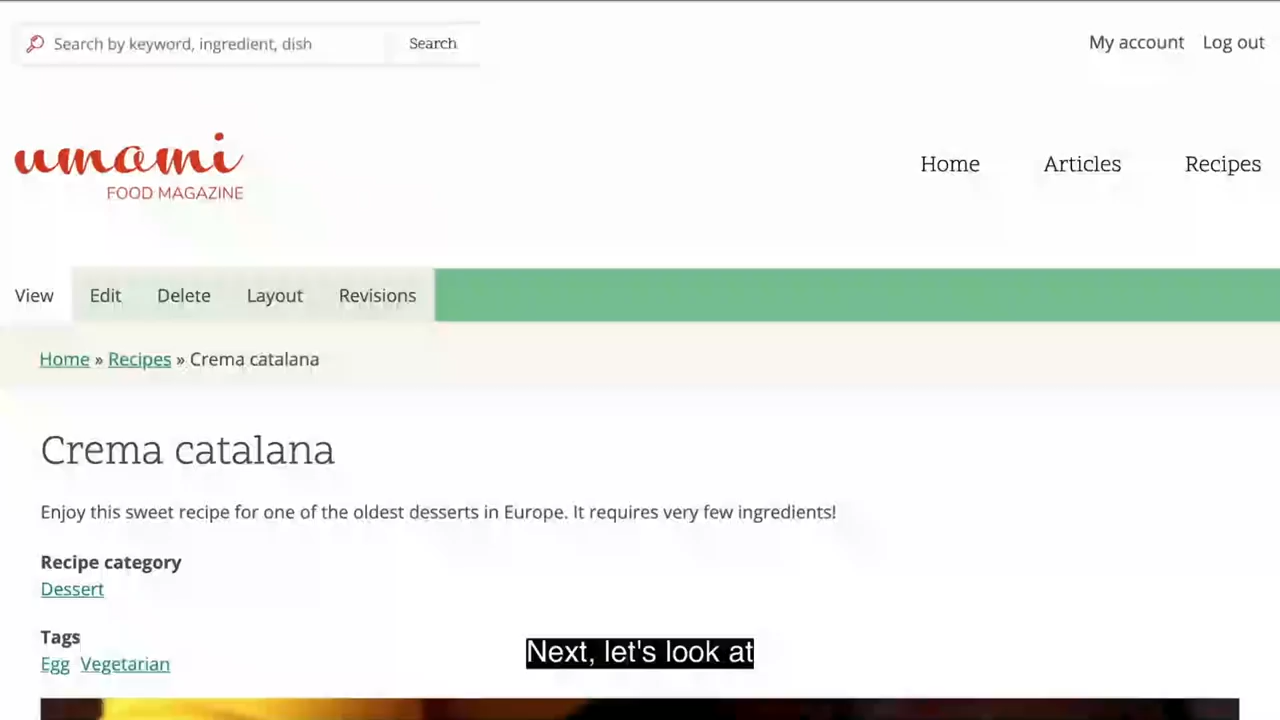 Search by keyword, ingredient, dish Search My account Log out
umami
FOOD MAGAZINE
Home Articles Recipes
View Edit Delete Layout Revisions
Home » Recipes » Crema catalana
Crema catalana
Enjoy this sweet recipe for one of the oldest desserts in Europe. It requires very few ingredients!
Recipe category
Dessert
Tags
Egg Vegetarian
Next, let's look at